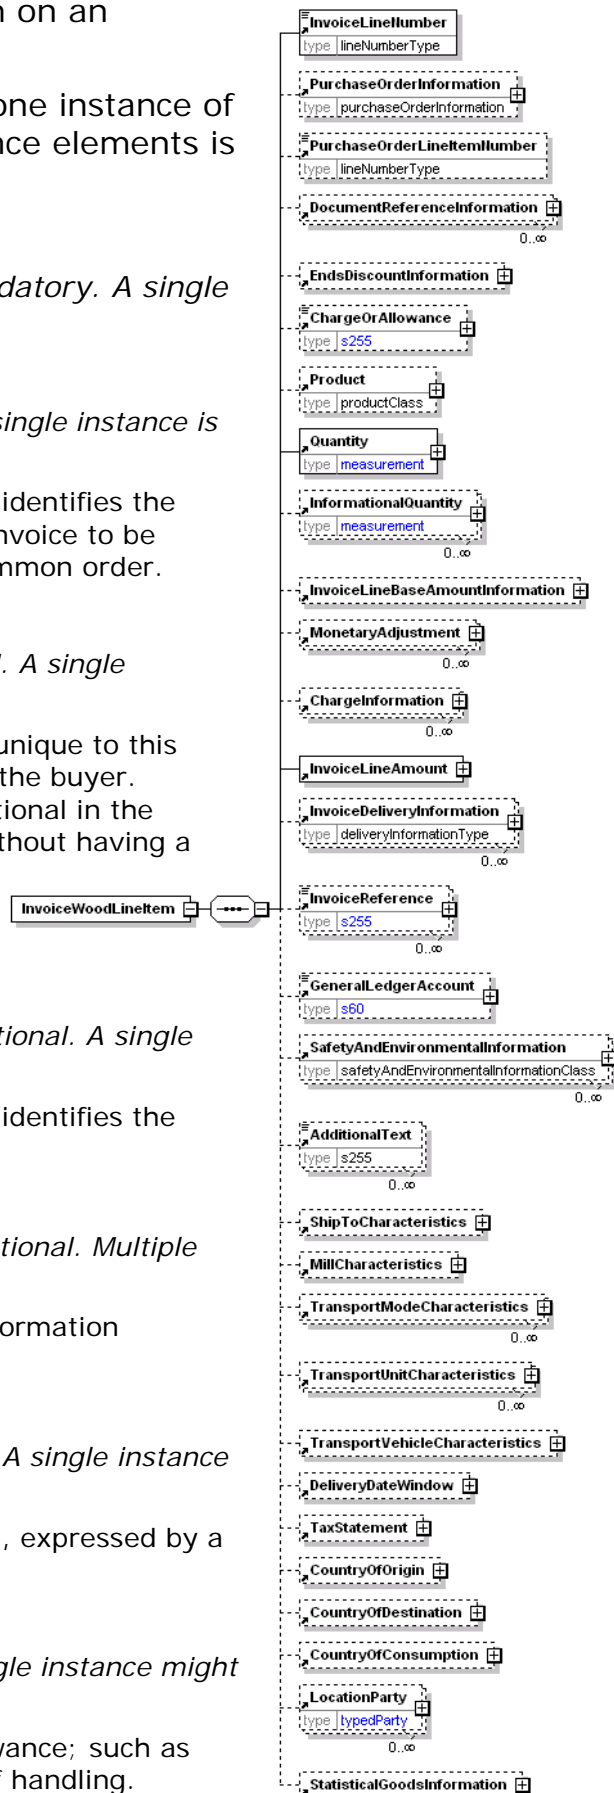 n on an
one instance of
nce elements is
datory. A single
single instance is
identifies the
nvoice to be
mmon order.
l. A single
unique to this
the buyer.
tional in the
ithout having a
tional. A single
identifies the
tional. Multiple
formation
A single instance
., expressed by a
gle instance might
vance; such as
f handling.
InvoiceWoodLineItem
InvoiceLineNumber
type lineNumberType
PurchaseOrderInformation
type purchaseOrderInformation
PurchaseOrderLineItemNumber
type lineNumberType
DocumentReferenceInformation
0..∞
EndsDiscountInformation
ChargeOrAllowance
type s255
Product
type productClass
Quantity
type measurement
InformationalQuantity
type measurement
0..∞
InvoiceLineBaseAmountInformation
MonetaryAdjustment
0..∞
ChargeInformation
0..∞
InvoiceLineAmount
InvoiceDeliveryInformation
type deliveryInformationType
0..∞
InvoiceReference
type s255
0..∞
GeneralLedgerAccount
type s60
SafetyAndEnvironmentalInformation
type safetyAndEnvironmentalInformationClass
0..∞
AdditionalText
type s255
0..∞
ShipToCharacteristics
MillCharacteristics
TransportModeCharacteristics
0..∞
TransportUnitCharacteristics
0..∞
TransportVehicleCharacteristics
DeliveryDateWindow
TaxStatement
CountryOfOrigin
CountryOfDestination
CountryOfConsumption
LocationParty
type typedParty
0..∞
StatisticalGoodsInformation